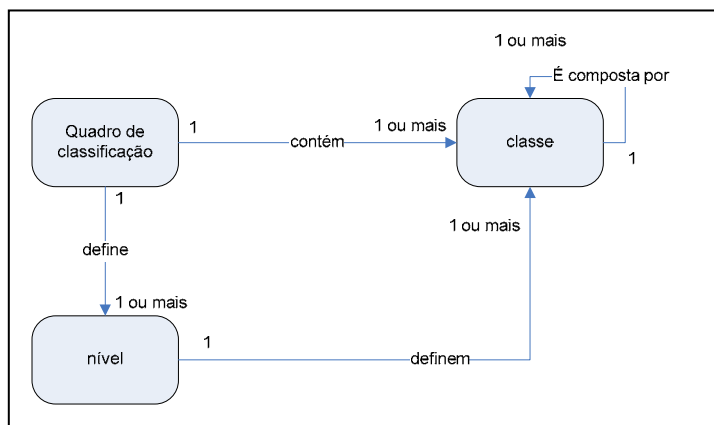 1 ou mais
É composta por
Quadro de
classificação
1
contém
1 ou mais
classe
1
1
1 ou mais
define
1 ou mais
nível
1
definem